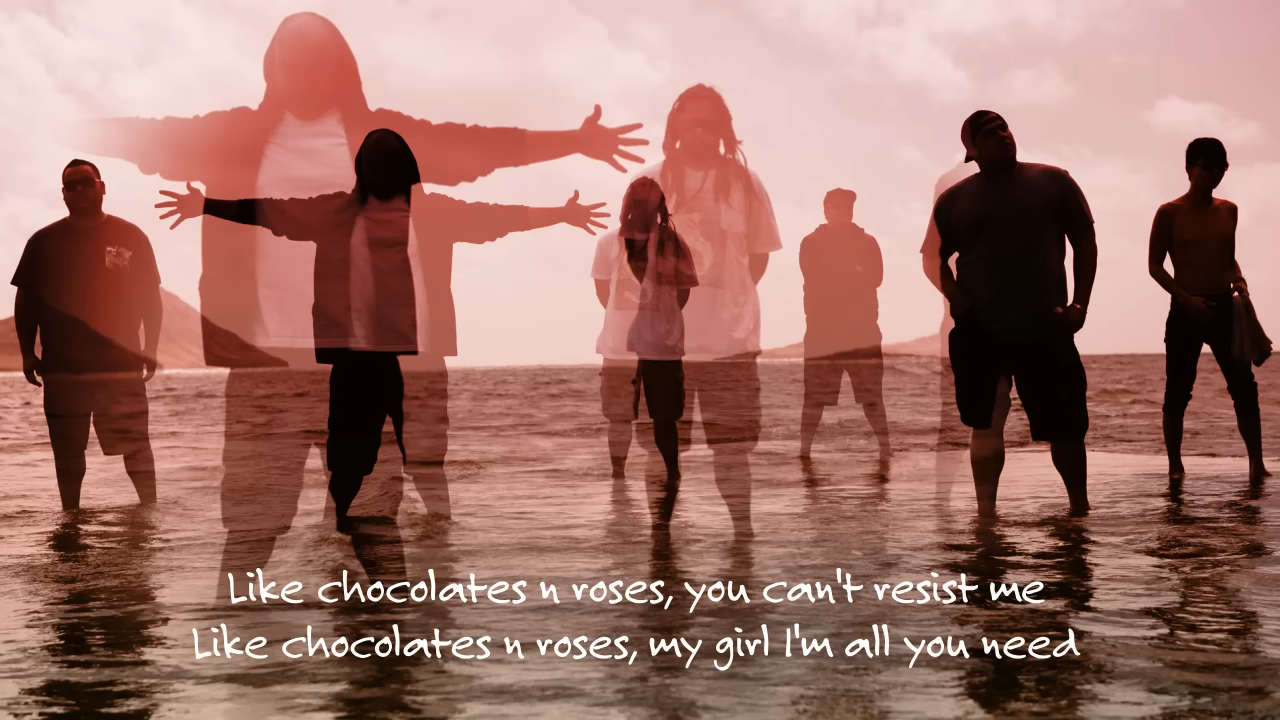 Like chocolates n roses, you can't resist me
Like chocolates n roses, my girl I'm all you need